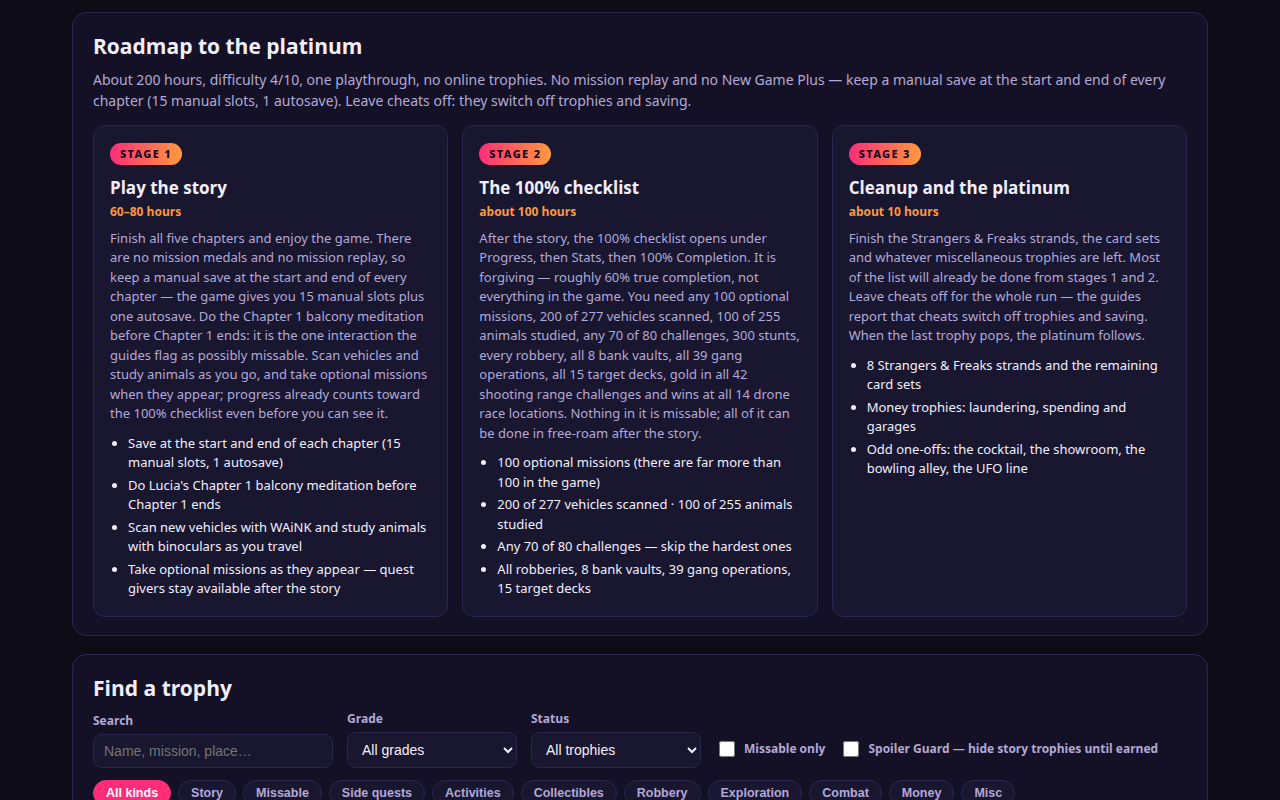 Roadmap to the platinum
About 200 hours, difficulty 4/10, one playthrough, no online trophies. No mission replay and no New Game Plus — keep a manual save at the start and end of every
chapter (15 manual slots, 1 autosave). Leave cheats off: they switch off trophies and saving.
STAGE 1
Play the story
60–80 hours
Finish all five chapters and enjoy the game. There
are no mission medals and no mission replay, so
keep a manual save at the start and end of every
chapter — the game gives you 15 manual slots plus
one autosave. Do the Chapter 1 balcony meditation
before Chapter 1 ends: it is the one interaction the
guides flag as possibly missable. Scan vehicles and
study animals as you go, and take optional missions
when they appear; progress already counts toward
the 100% checklist even before you can see it.
• Save at the start and end of each chapter (15
manual slots, 1 autosave)
• Do Lucia's Chapter 1 balcony meditation before
Chapter 1 ends
• Scan new vehicles with WAiNK and study animals
with binoculars as you travel
• Take optional missions as they appear — quest
givers stay available after the story
STAGE 2
The 100% checklist
about 100 hours
After the story, the 100% checklist opens under
Progress, then Stats, then 100% Completion. It is
forgiving — roughly 60% true completion, not
everything in the game. You need any 100 optional
missions, 200 of 277 vehicles scanned, 100 of 255
animals studied, any 70 of 80 challenges, 300 stunts,
every robbery, all 8 bank vaults, all 39 gang
operations, all 15 target decks, gold in all 42
shooting range challenges and wins at all 14 drone
race locations. Nothing in it is missable; all of it can
be done in free-roam after the story.
• 100 optional missions (there are far more than
100 in the game)
• 200 of 277 vehicles scanned · 100 of 255 animals
studied
• Any 70 of 80 challenges — skip the hardest ones
• All robberies, 8 bank vaults, 39 gang operations,
15 target decks
STAGE 3
Cleanup and the platinum
about 10 hours
Finish the Strangers & Freaks strands, the card sets
and whatever miscellaneous trophies are left. Most
of the list will already be done from stages 1 and 2.
Leave cheats off for the whole run — the guides
report that cheats switch off trophies and saving.
When the last trophy pops, the platinum follows.
• 8 Strangers & Freaks strands and the remaining
card sets
• Money trophies: laundering, spending and
garages
• Odd one-offs: the cocktail, the showroom, the
bowling alley, the UFO line
Find a trophy
Search
Grade
Status
Name, mission, place…
All grades
All trophies
Missable only
Spoiler Guard — hide story trophies until earned
All kinds
Story
Missable
Side quests
Activities
Collectibles
Robbery
Exploration
Combat
Money
Misc